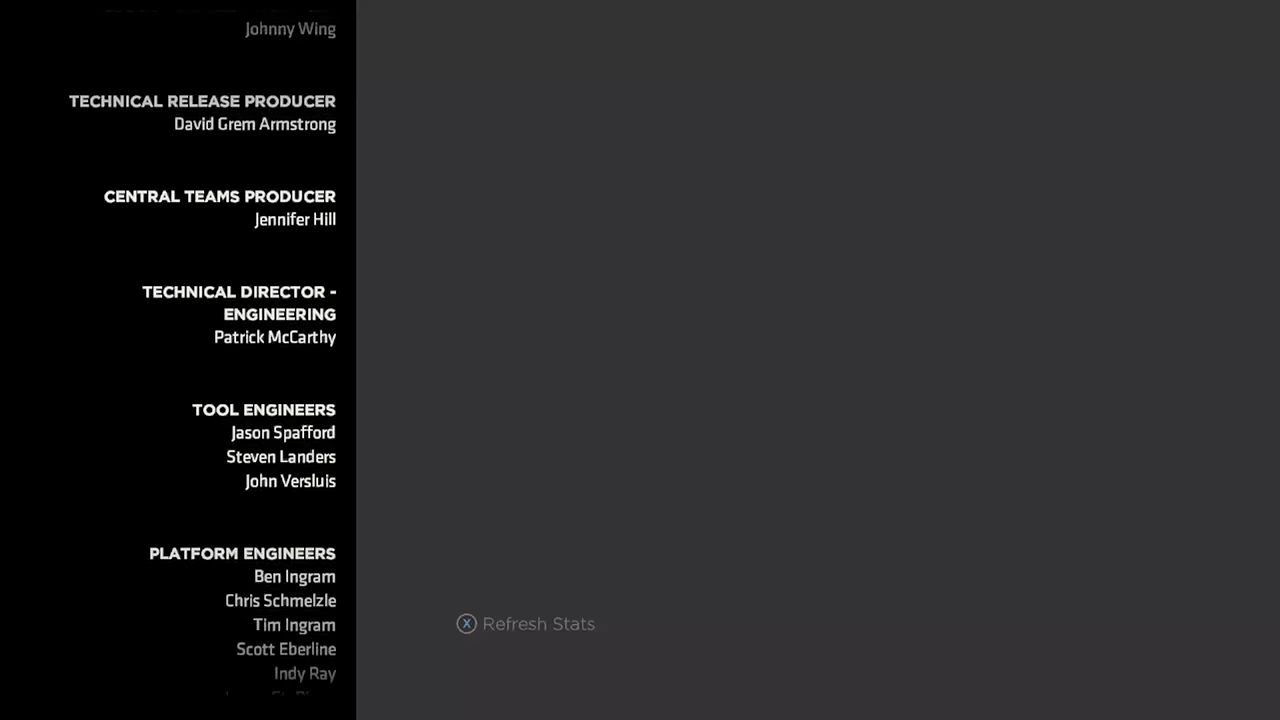 Johnny Wing
TECHNICAL RELEASE PRODUCER
David Grem Armstrong
CENTRAL TEAMS PRODUCER
Jennifer Hill
TECHNICAL DIRECTOR -
ENGINEERING
Patrick McCarthy
TOOL ENGINEERS
Jason Spafford
Steven Landers
John Versluis
PLATFORM ENGINEERS
Ben Ingram
Chris Schmelzle
Tim Ingram
Scott Eberline
Indy Ray
X Refresh Stats